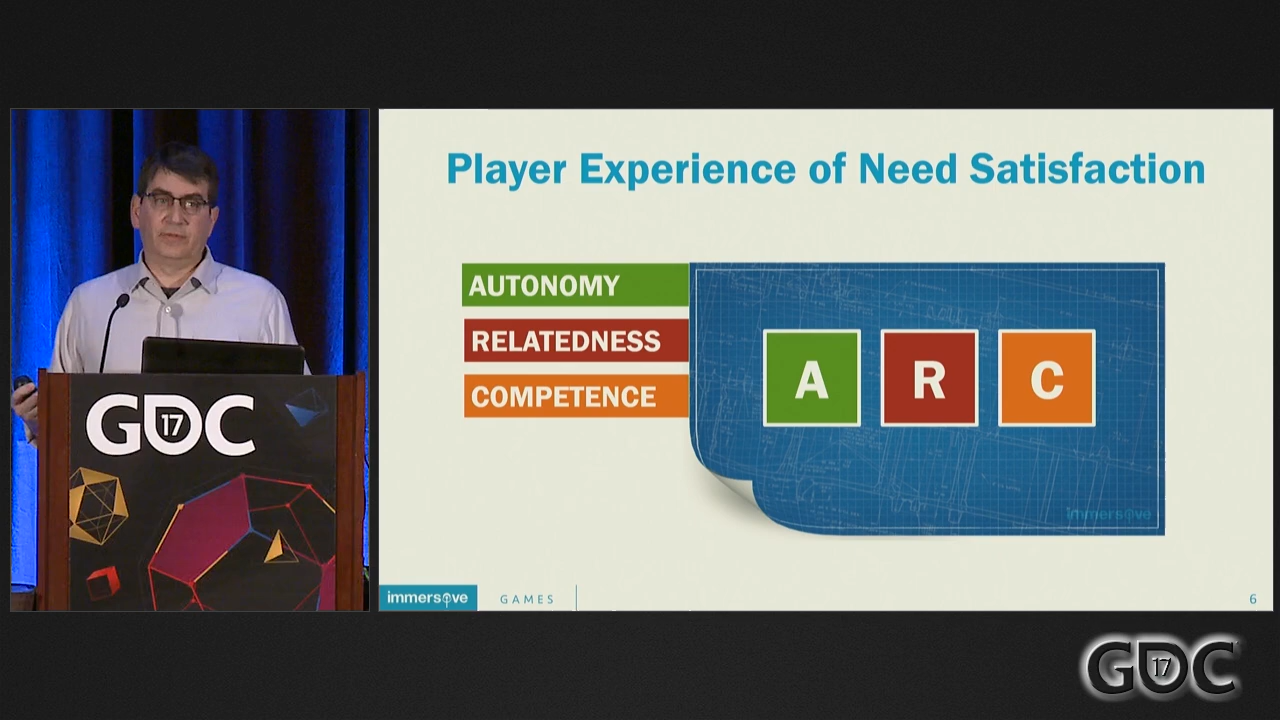 Player Experience of Need Satisfaction
AUTONOMY
RELATEDNESS
COMPETENCE
A R C
immersive
immersive
GAMES
6
GDC
17
GDC
17